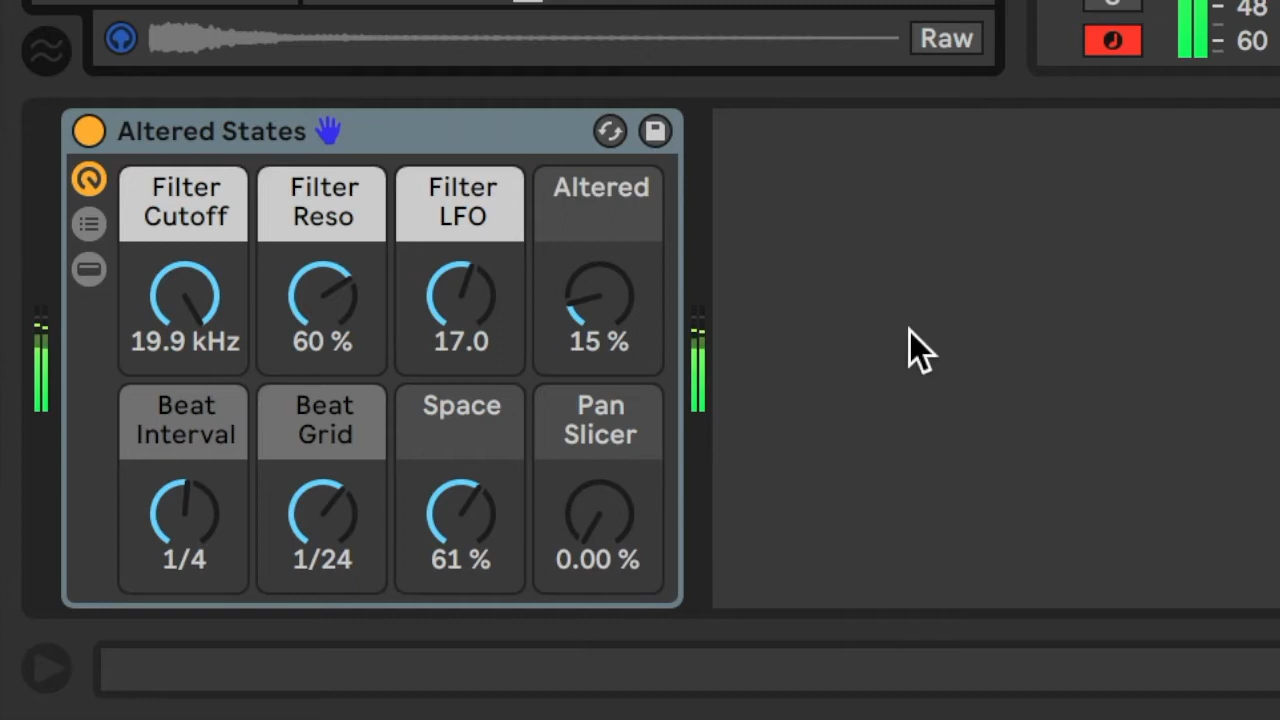 48
Raw
60
Altered States
Filter
Cutoff
Filter
Reso
Filter
LFO
Altered
19.9 kHz
60 %
17.0
15 %
Beat
Interval
Beat
Grid
Space
Pan
Slicer
1/4
1/24
61 %
0.00 %